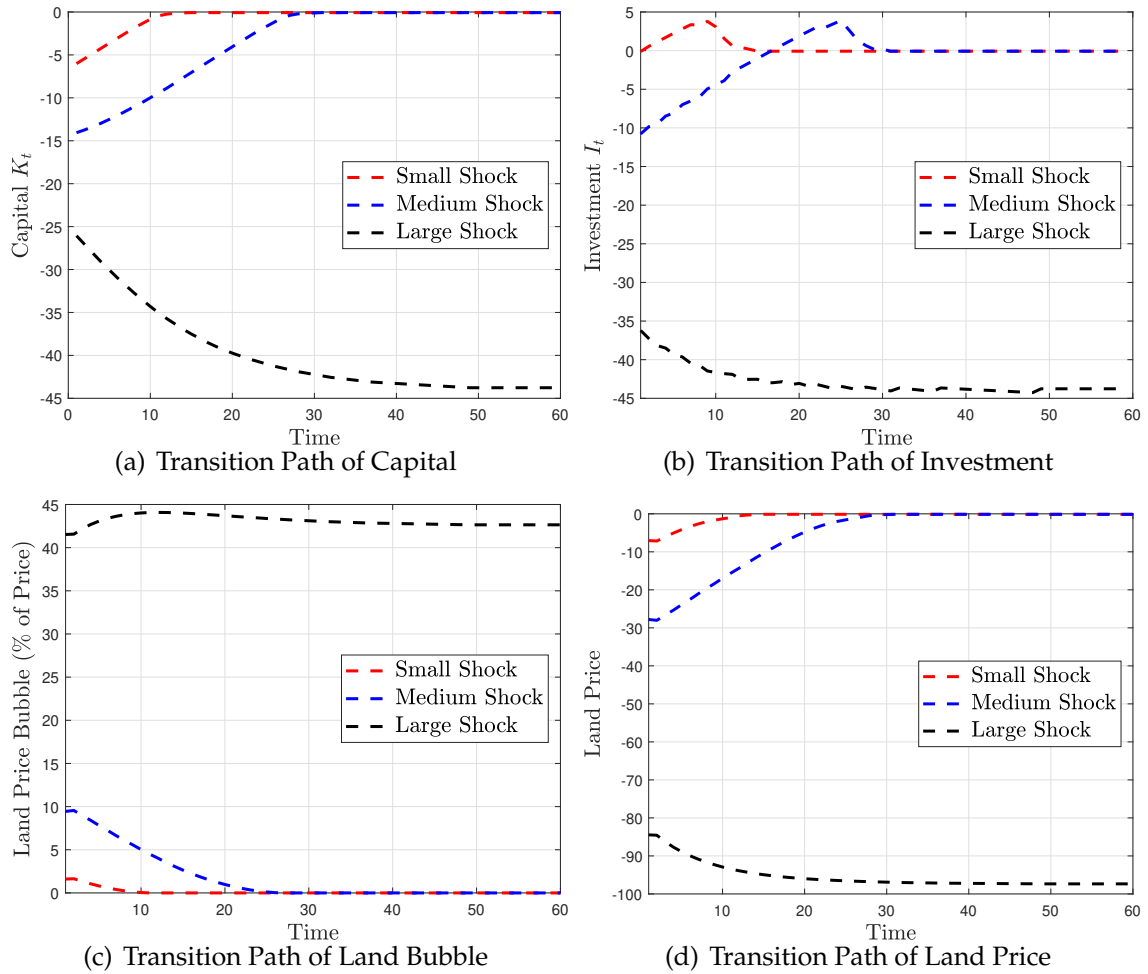 0
-5
-10
-15
-20
-25
-30
-35
-40
-45
Capital K_t
Small Shock
Medium Shock
Large Shock
0 10 20 30 40 50 60
Time
(a) Transition Path of Capital
5
0
-5
-10
-15
-20
-25
-30
-35
-40
-45
Investment I_t
Small Shock
Medium Shock
Large Shock
10 20 30 40 50 60
Time
(b) Transition Path of Investment
45
40
35
30
25
20
15
10
5
0
Land Price Bubble (% of Price)
Small Shock
Medium Shock
Large Shock
10 20 30 40 50 60
Time
(c) Transition Path of Land Bubble
0
-10
-20
-30
-40
-50
-60
-70
-80
-90
-100
Land Price
Small Shock
Medium Shock
Large Shock
10 20 30 40 50 60
Time
(d) Transition Path of Land Price